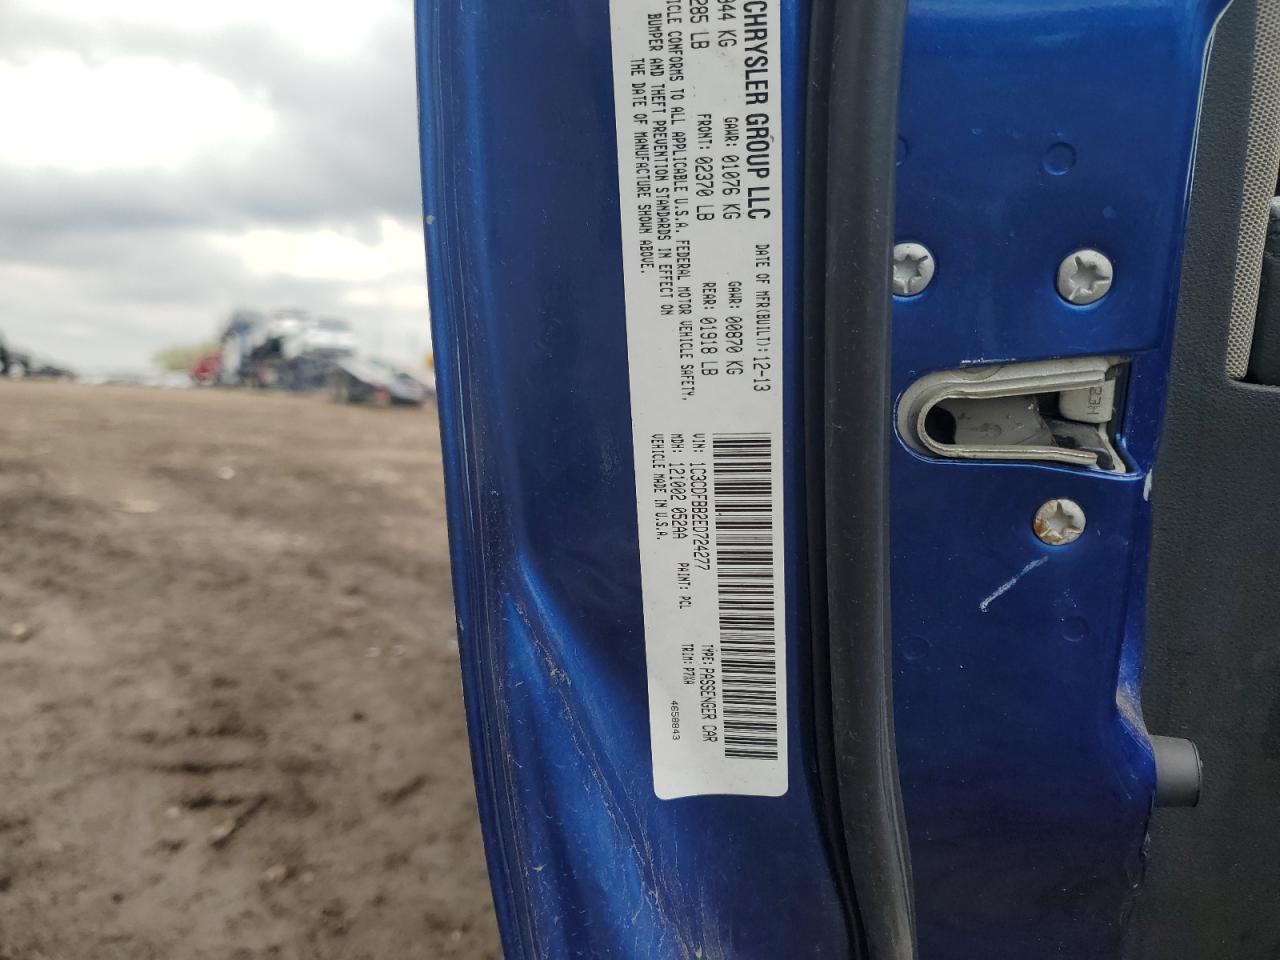 CHRYSLER GROUP LLC
DATE OF MFR(BUILT): 12-13
944 KG
GAWR: 01076 KG
GAWR: 00870 KG
285 LB
FRONT: 02370 LB
REAR: 01918 LB
ICLE CONFORMS TO ALL APPLICABLE U.S.A. FEDERAL MOTOR VEHICLE SAFETY,
BUMPER AND THEFT PREVENTION STANDARDS IN EFFECT ON
THE DATE OF MANUFACTURE SHOWN ABOVE.
VIN: 1C3CDFBB2ED724277
TYPE: PASSENGER CAR
MDH: 121002 052AA
PAINT: PCL
TRIM: P7XA
VEHICLE MADE IN U.S.A.
4658843